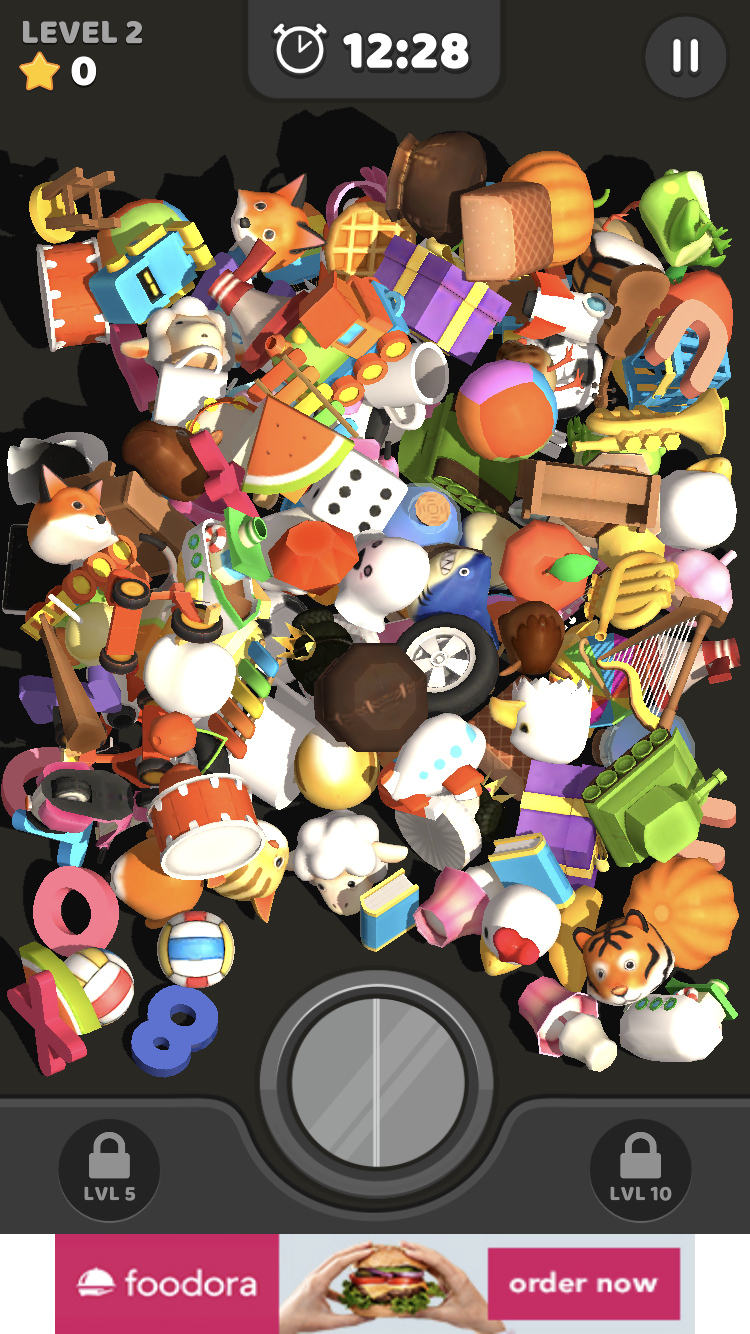 LEVEL 2
0
12:28
LVL 5
LVL 10
foodora
order now